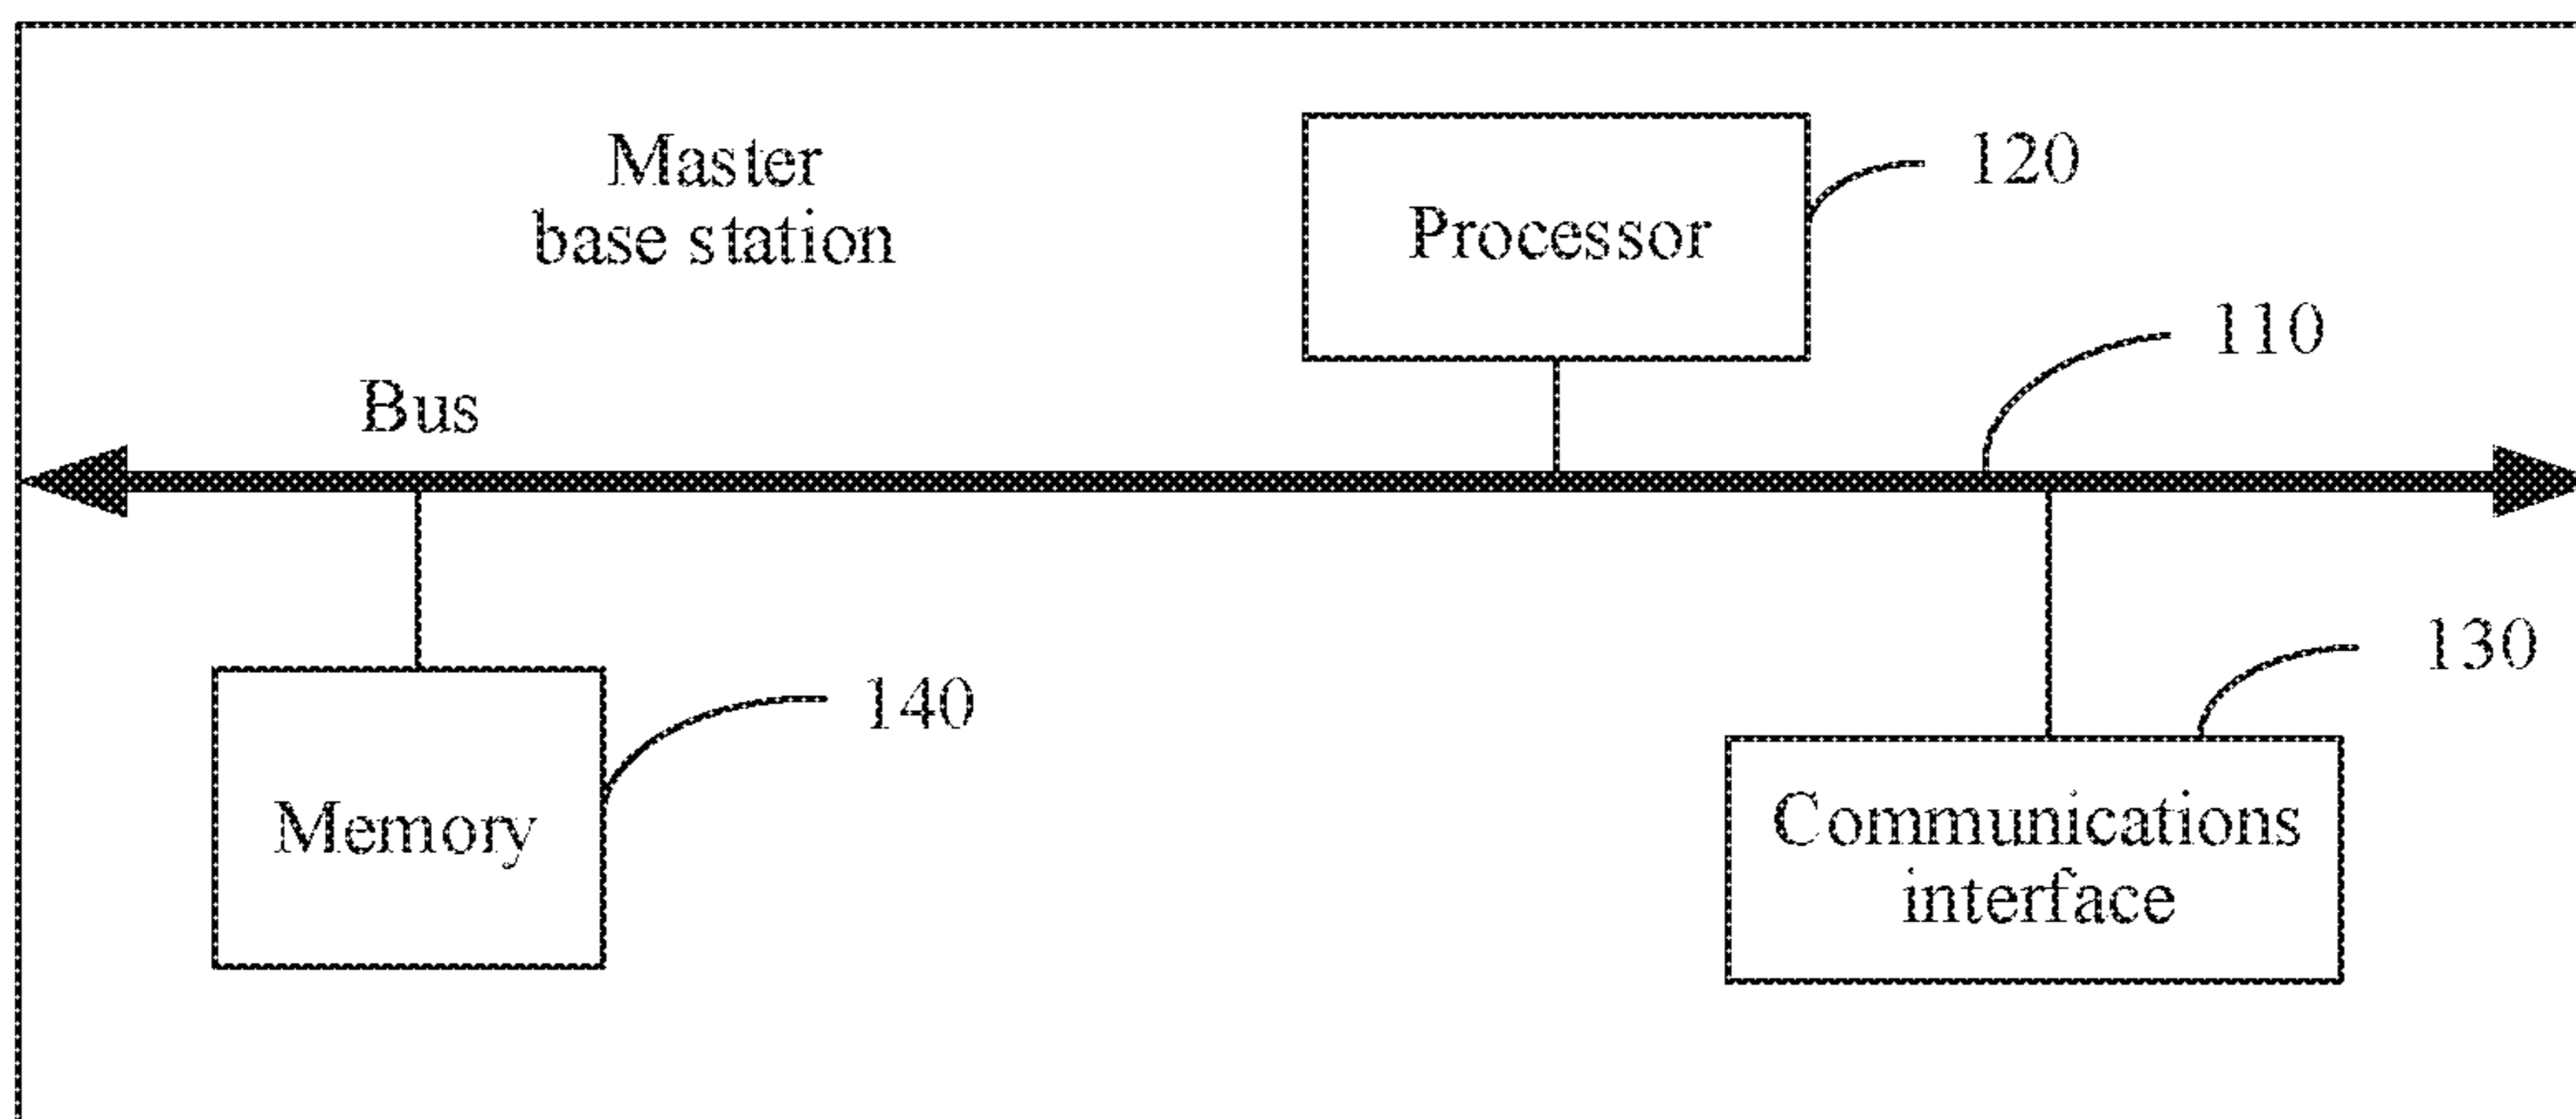 Master
base station
Processor
120
110
Bus
130
140
Memory
Communications
interface